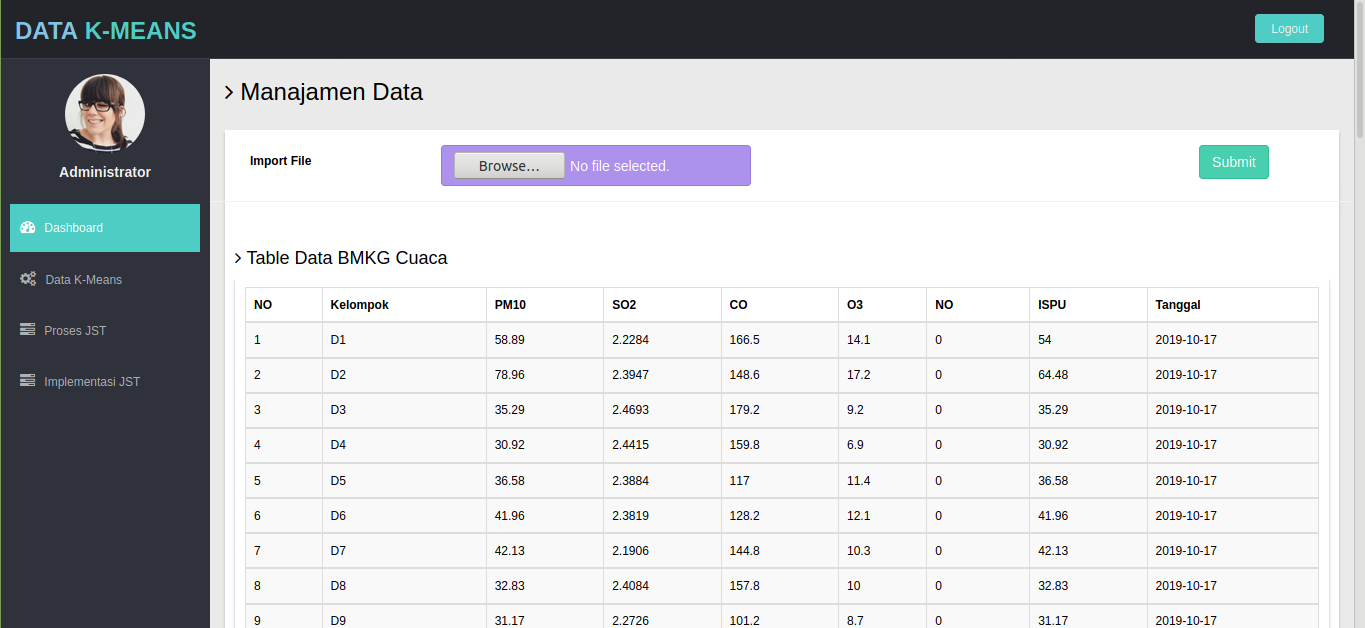 DATA K-MEANS
Logout
Administrator
Dashboard
Data K-Means
Proses JST
Implementasi JST
Manajamen Data
Import File Browse... No file selected. Submit
Table Data BMKG Cuaca
NO Kelompok PM10 SO2 CO O3 NO ISPU Tanggal
1 D1 58.89 2.2284 166.5 14.1 0 54 2019-10-17
2 D2 78.96 2.3947 148.6 17.2 0 64.48 2019-10-17
3 D3 35.29 2.4693 179.2 9.2 0 35.29 2019-10-17
4 D4 30.92 2.4415 159.8 6.9 0 30.92 2019-10-17
5 D5 36.58 2.3884 117 11.4 0 36.58 2019-10-17
6 D6 41.96 2.3819 128.2 12.1 0 41.96 2019-10-17
7 D7 42.13 2.1906 144.8 10.3 0 42.13 2019-10-17
8 D8 32.83 2.4084 157.8 10 0 32.83 2019-10-17
9 D9 31.17 2.2726 101.2 8.7 0 31.17 2019-10-17